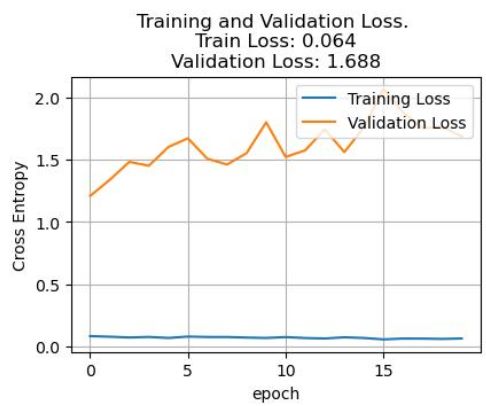 Training and Validation Loss.
Train Loss: 0.064
Validation Loss: 1.688
Training Loss
Validation Loss
Cross Entropy
2.0
1.5
1.0
0.5
0.0
0
5
10
15
epoch